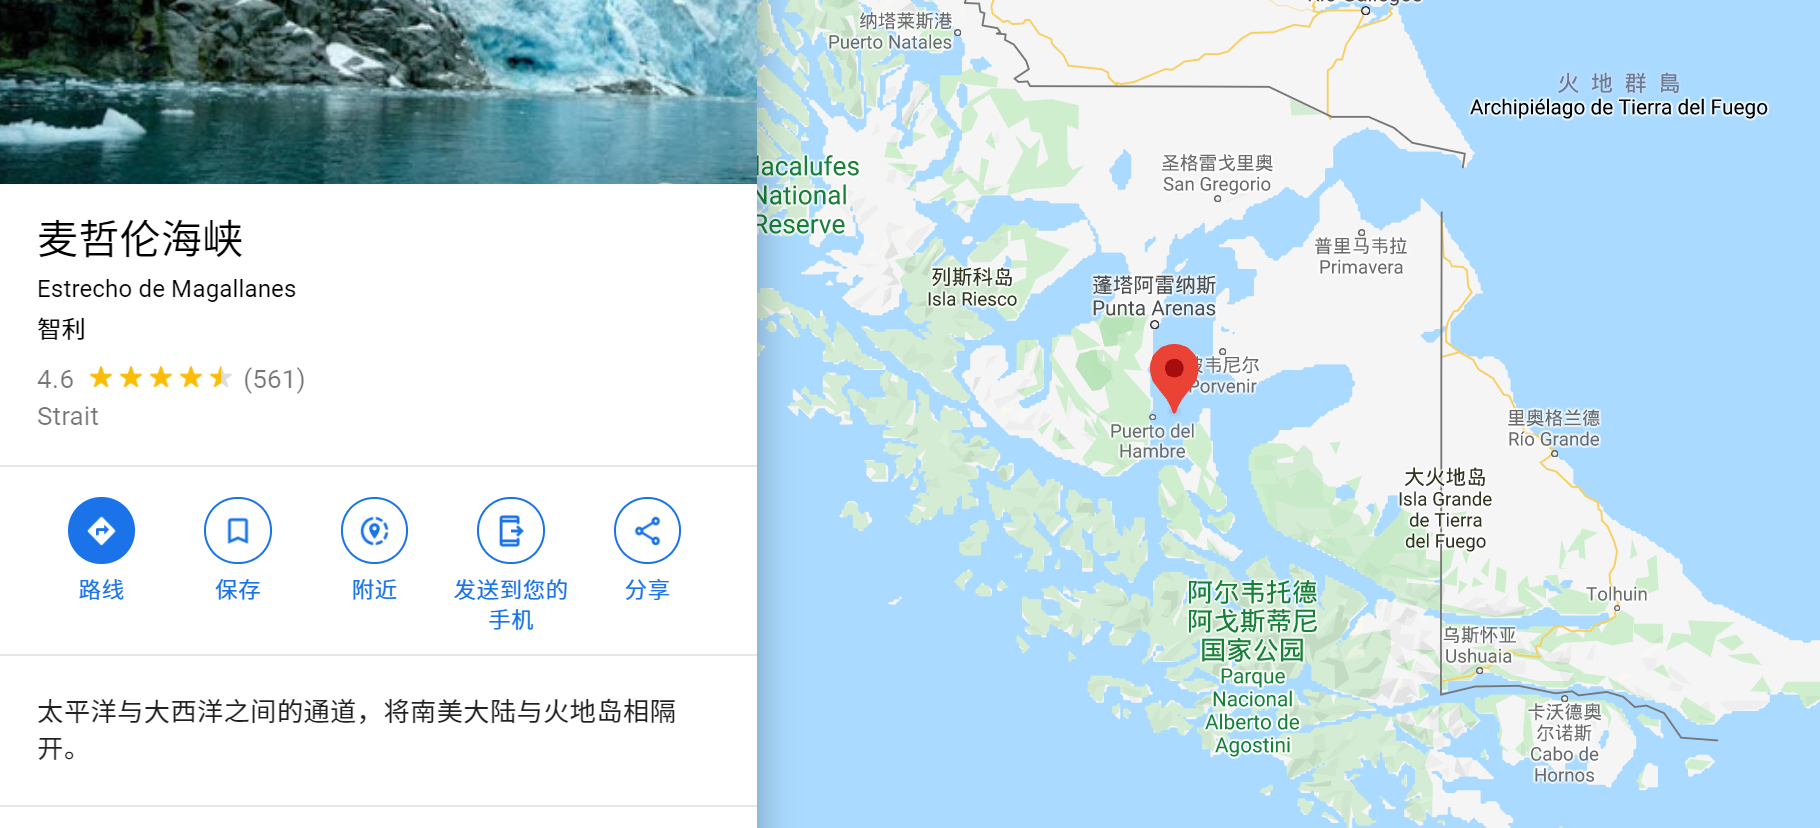 麦哲伦海峡
Estrecho de Magallanes
智利
4.6 (561)
Strait
路线
保存
附近
发送到您的
手机
分享
太平洋与大西洋之间的通道，将南美大陆与火地岛相隔
开。
纳塔莱斯港
Puerto Natales
火地群島
Archipiélago de Tierra del Fuego
lacalufes
National
Reserve
圣格雷戈里奥
San Gregorio
普里马韦拉
Primavera
列斯科岛
Isla Riesco
蓬塔阿雷纳斯
Punta Arenas
韦尼尔
Porvenir
Puerto del
Hambre
里奥格兰德
Río Grande
大火地岛
Isla Grande
de Tierra
del Fuego
阿尔韦托德
阿戈斯蒂尼
国家公园
Parque
Nacional
Alberto de
Agostini
Tolhuin
乌斯怀亚
Ushuaia
卡沃德奥
尔诺斯
Cabo de
Hornos